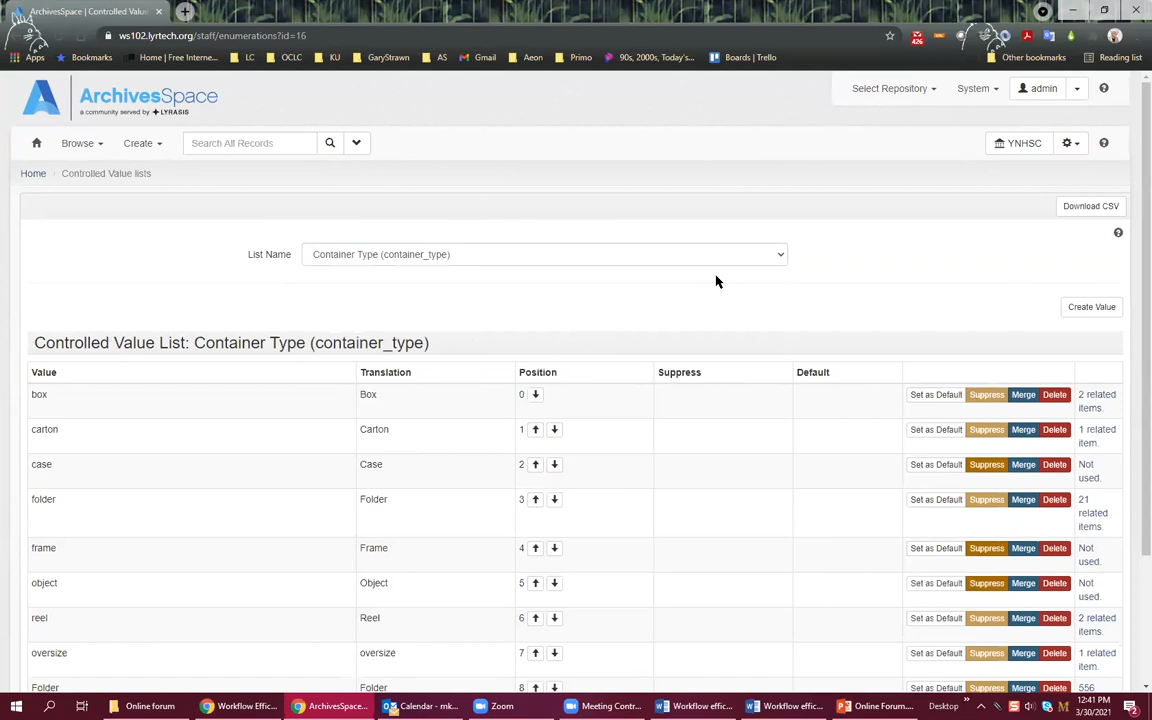 ArchivesSpace | Controlled Valu
ws102.lyrtech.org/staff/enumerations?id=16
Apps Bookmarks Home | Free Interne... LC OCLC KU GaryStrawn AS Gmail Aeon Primo 90s, 2000s, Today's... Boards | Trello Other bookmarks Reading list
426
ArchivesSpace
a community served by LYRASIS
Select Repository System admin
Browse Create Search All Records YNHSC
Home / Controlled Value lists
Download CSV
List Name Container Type (container_type)
Create Value
Controlled Value List: Container Type (container_type)
Value Translation Position Suppress Default
box Box 0 Set as Default Suppress Merge Delete 2 related
items.
carton Carton 1 Set as Default Suppress Merge Delete 1 related
item.
case Case 2 Set as Default Suppress Merge Delete Not
used.
folder Folder 3 Set as Default Suppress Merge Delete 21
related
items.
frame Frame 4 Set as Default Suppress Merge Delete Not
used.
object Object 5 Set as Default Suppress Merge Delete Not
used.
reel Reel 6 Set as Default Suppress Merge Delete 2 related
items.
oversize oversize 7 Set as Default Suppress Merge Delete 1 related
item.
Folder Folder 8 Set as Default Suppress Merge Delete 556
Online forum Workflow Effic... ArchivesSpace... Calendar - mk... Zoom Meeting Contr... Workflow effic... Workflow effic... Online Forum.... Desktop 12:41 PM
3/30/2021
2